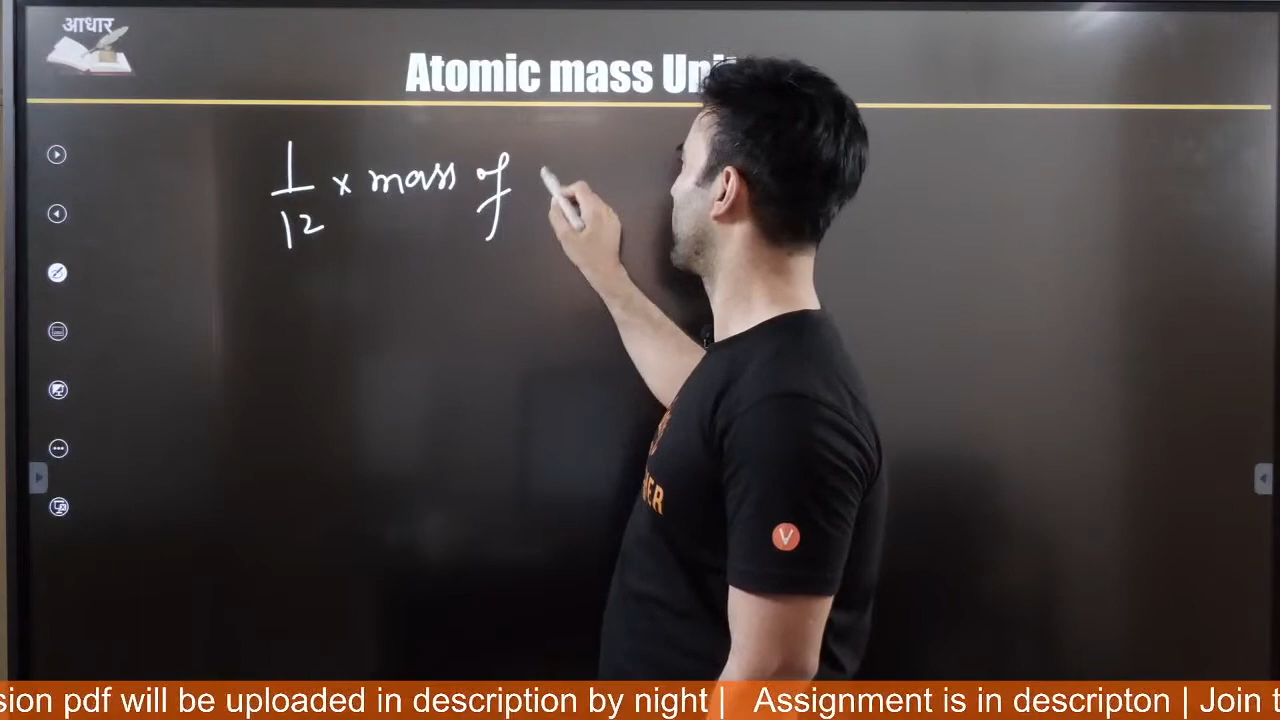 आधार
Atomic mass Uni
1/12 × mass of
ER
V
sion pdf will be uploaded in description by night | Assignment is in descripton | Join t